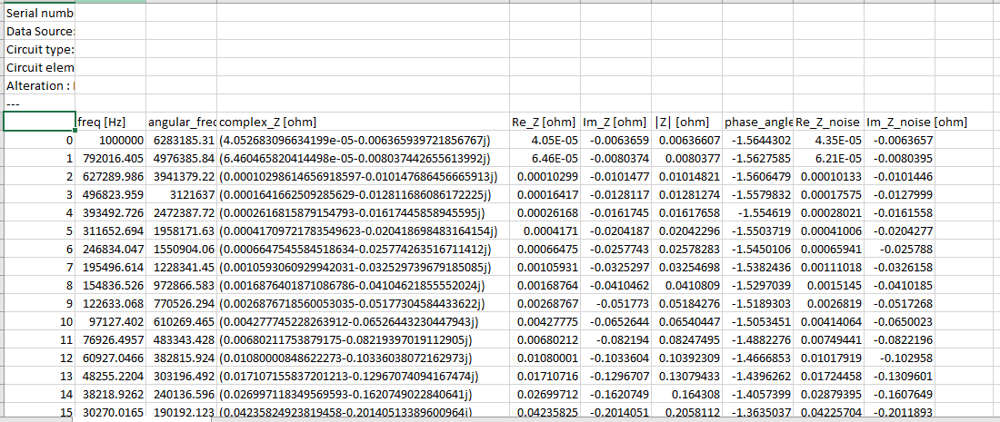 Serial numb
Data Source:
Circuit type:
Circuit elem
Alteration :
---
freq [Hz] angular_freq complex_Z [ohm] Re_Z [ohm] Im_Z [ohm] |Z| [ohm] phase_angle Re_Z_noise Im_Z_noise [ohm]
0 1000000 6283185.31 (4.052683096634199e-05-0.006365939721856767j) 4.05E-05 -0.0063659 0.00636607 -1.5644302 4.35E-05 -0.0063657
1 792016.405 4976385.84 (6.460465820414498e-05-0.008037442655613992j) 6.46E-05 -0.0080374 0.0080377 -1.5627585 6.21E-05 -0.0080395
2 627289.986 3941379.22 (0.00010298614656918597-0.010147686456665913j) 0.00010299 -0.0101477 0.01014821 -1.5606479 0.00010133 -0.0101446
3 496823.959 3121637 (0.0001641662509285629-0.012811686086172225j) 0.00016417 -0.0128117 0.01281274 -1.5579832 0.00017575 -0.0127999
4 393492.726 2472387.72 (0.0002616815879154793-0.01617445858945595j) 0.00026168 -0.0161745 0.01617658 -1.554619 0.00028021 -0.0161558
5 311652.694 1958171.63 (0.00041709721783549623-0.020418698483164154j) 0.0004171 -0.0204187 0.02042296 -1.5503719 0.00041006 -0.0204277
6 246834.047 1550904.06 (0.00066475455845 18634-0.025774263516711412j) 0.00066475 -0.0257743 0.02578283 -1.5450106 0.00065941 -0.025788
7 195496.614 1228341.45 (0.0010593060929942031-0.032529739679185085j) 0.00105931 -0.0325297 0.03254698 -1.5382436 0.00111018 -0.0326158
8 154836.526 972866.583 (0.0016876401871086786-0.04104621855552024j) 0.00168764 -0.0410462 0.0410809 -1.5297039 0.0015145 -0.0410185
9 122633.068 770526.294 (0.0026876718560053035-0.05177304584433622j) 0.00268767 -0.051773 0.05184276 -1.5189303 0.0026819 -0.0517268
10 97127.402 610269.465 (0.004277745228263912-0.06526443230447943j) 0.00427775 -0.0652644 0.06540447 -1.5053451 0.00414064 -0.0650023
11 76926.4957 483343.428 (0.00680211753879175-0.08219397019112905j) 0.00680212 -0.082194 0.08247495 -1.4882276 0.00749441 -0.0822196
12 60927.0466 382815.924 (0.01080000848622273-0.10336038072162973j) 0.01080001 -0.1033604 0.10392309 -1.4666853 0.01017919 -0.102958
13 48255.2204 303196.492 (0.017107155837201213-0.12967074094167474j) 0.01710716 -0.1296707 0.13079433 -1.4396262 0.01724458 -0.1309601
14 38218.9262 240136.596 (0.026997118349569593-0.1620749022840641j) 0.02699712 -0.1620749 0.164308 -1.4057399 0.02879395 -0.1607649
15 30270.0165 190192.123 (0.04235824923819458-0.20140513389600964j) 0.04235825 -0.2014051 0.2058112 -1.3635037 0.04225704 -0.2011893